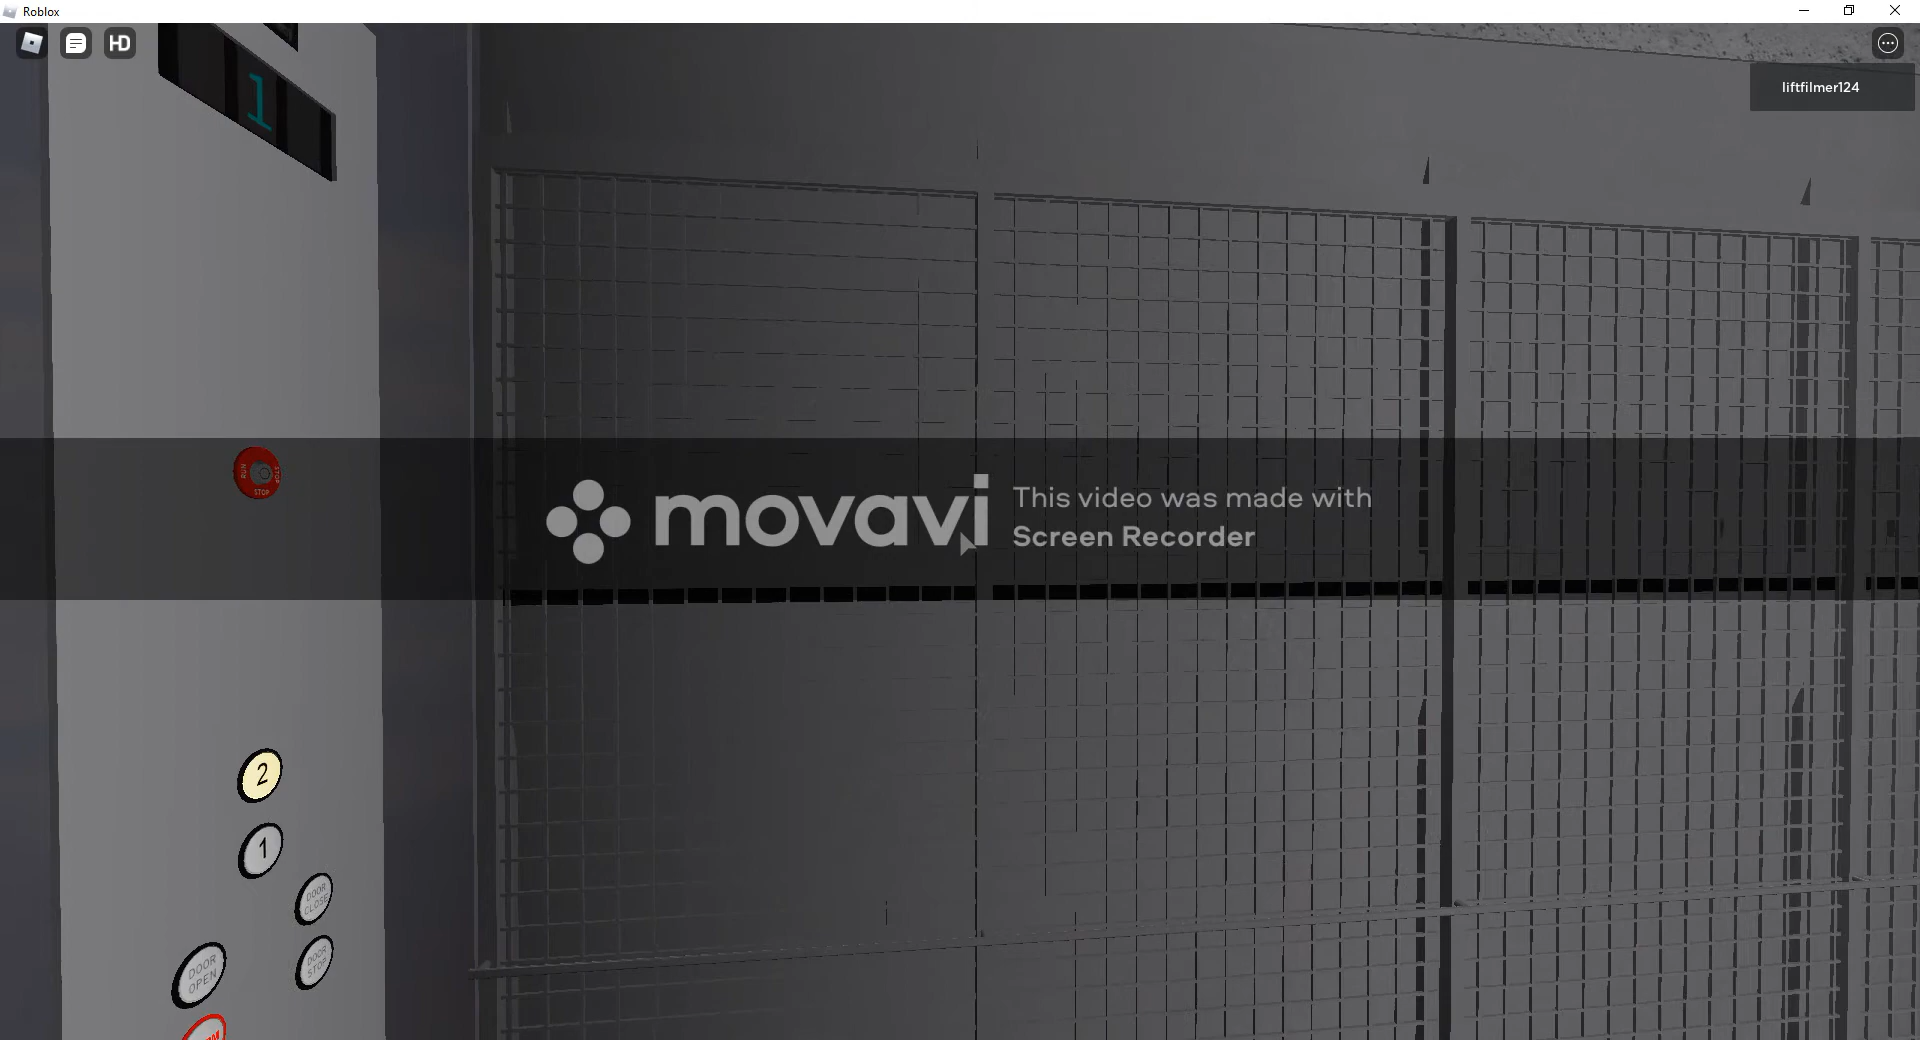 Roblox
HD
liftfilmer124
1
RUN
STOP
STOP
movavi
This video was made with
Screen Recorder
2
1
DOOR
CLOSE
DOOR
OPEN
DOOR
STOP